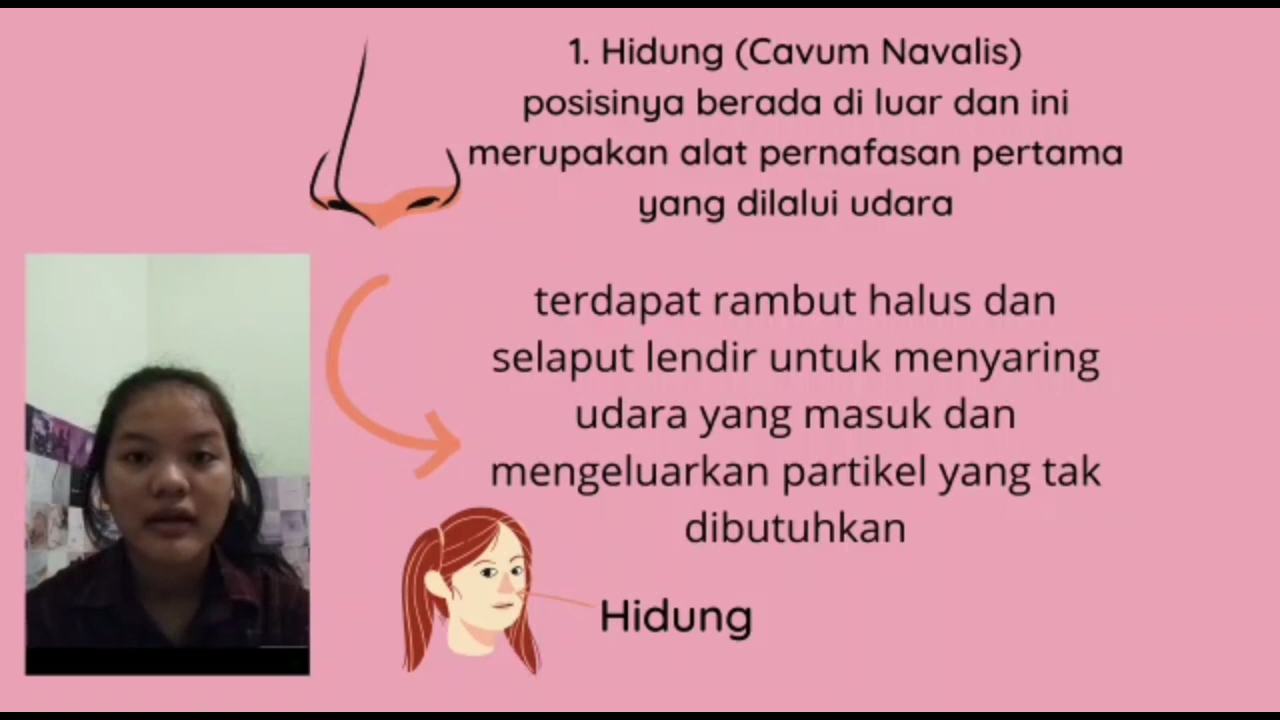 1. Hidung (Cavum Navalis)
posisinya berada di luar dan ini
merupakan alat pernafasan pertama
yang dilalui udara
terdapat rambut halus dan
selaput lendir untuk menyaring
udara yang masuk dan
mengeluarkan partikel yang tak
dibutuhkan
Hidung